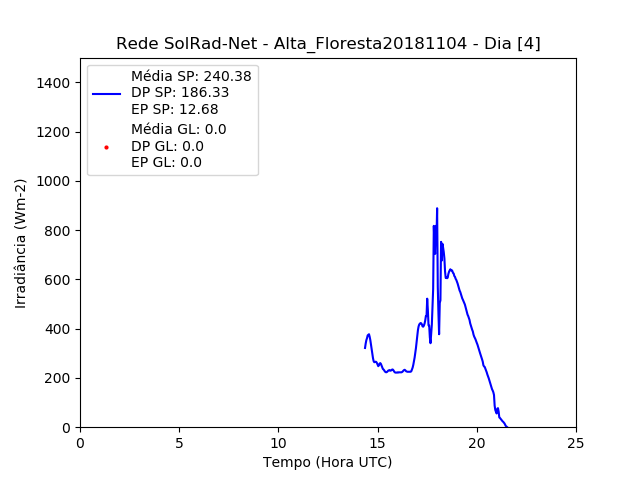 Rede SolRad-Net - Alta_Floresta20181104 - Dia [4]
Média SP: 240.38
DP SP: 186.33
EP SP: 12.68
Média GL: 0.0
DP GL: 0.0
EP GL: 0.0
1400
1200
1000
800
600
400
200
0
Irradiância (Wm-2)
0 5 10 15 20 25
Tempo (Hora UTC)